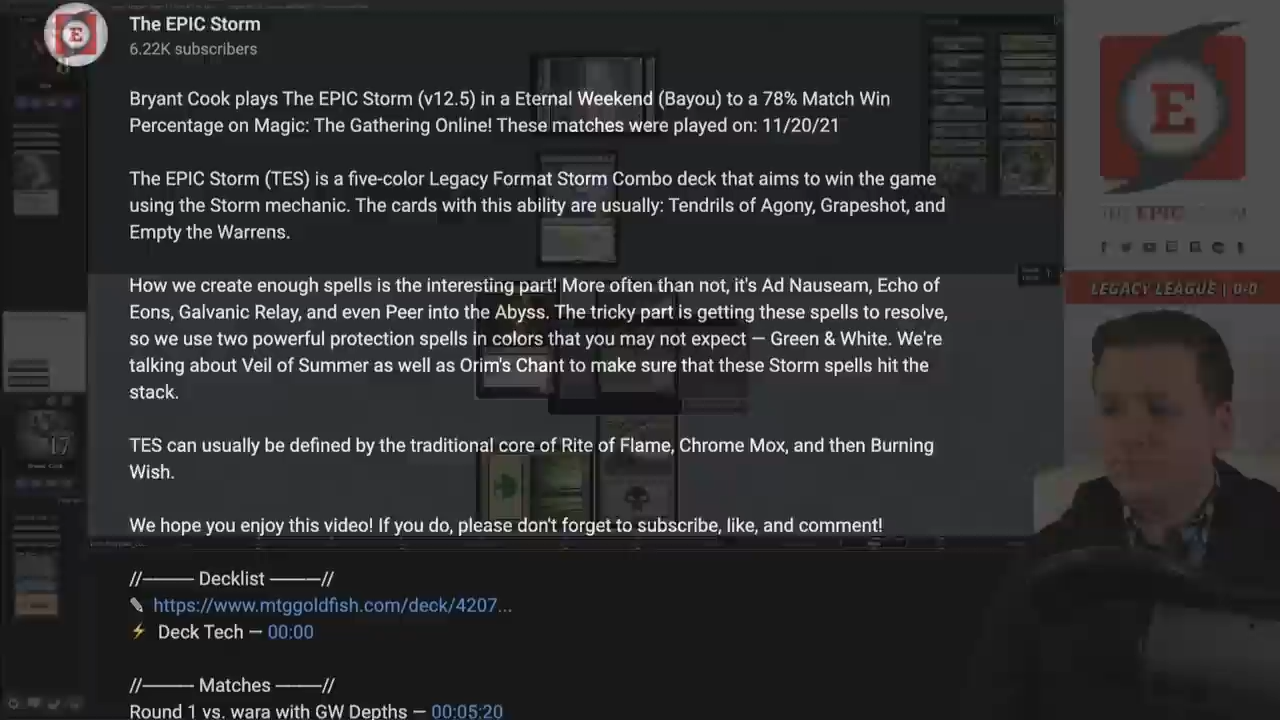 The EPIC Storm
6.22K subscribers
Bryant Cook plays The EPIC Storm (v12.5) in a Eternal Weekend (Bayou) to a 78% Match Win
Percentage on Magic: The Gathering Online! These matches were played on: 11/20/21
The EPIC Storm (TES) is a five-color Legacy Format Storm Combo deck that aims to win the game
using the Storm mechanic. The cards with this ability are usually: Tendrils of Agony, Grapeshot, and
Empty the Warrens.
How we create enough spells is the interesting part! More often than not, it's Ad Nauseam, Echo of
Eons, Galvanic Relay, and even Peer into the Abyss. The tricky part is getting these spells to resolve,
so we use two powerful protection spells in colors that you may not expect — Green & White. We're
talking about Veil of Summer as well as Orim's Chant to make sure that these Storm spells hit the
stack.
TES can usually be defined by the traditional core of Rite of Flame, Chrome Mox, and then Burning
Wish.
We hope you enjoy this video! If you do, please don't forget to subscribe, like, and comment!
//——— Decklist ———//
https://www.mtggoldfish.com/deck/4207...
Deck Tech — 00:00
//——— Matches ———//
Round 1 vs. wara with GW Depths — 00:05:20
E
THE EPIC STORM
LEGACY LEAGUE | 0-0
17